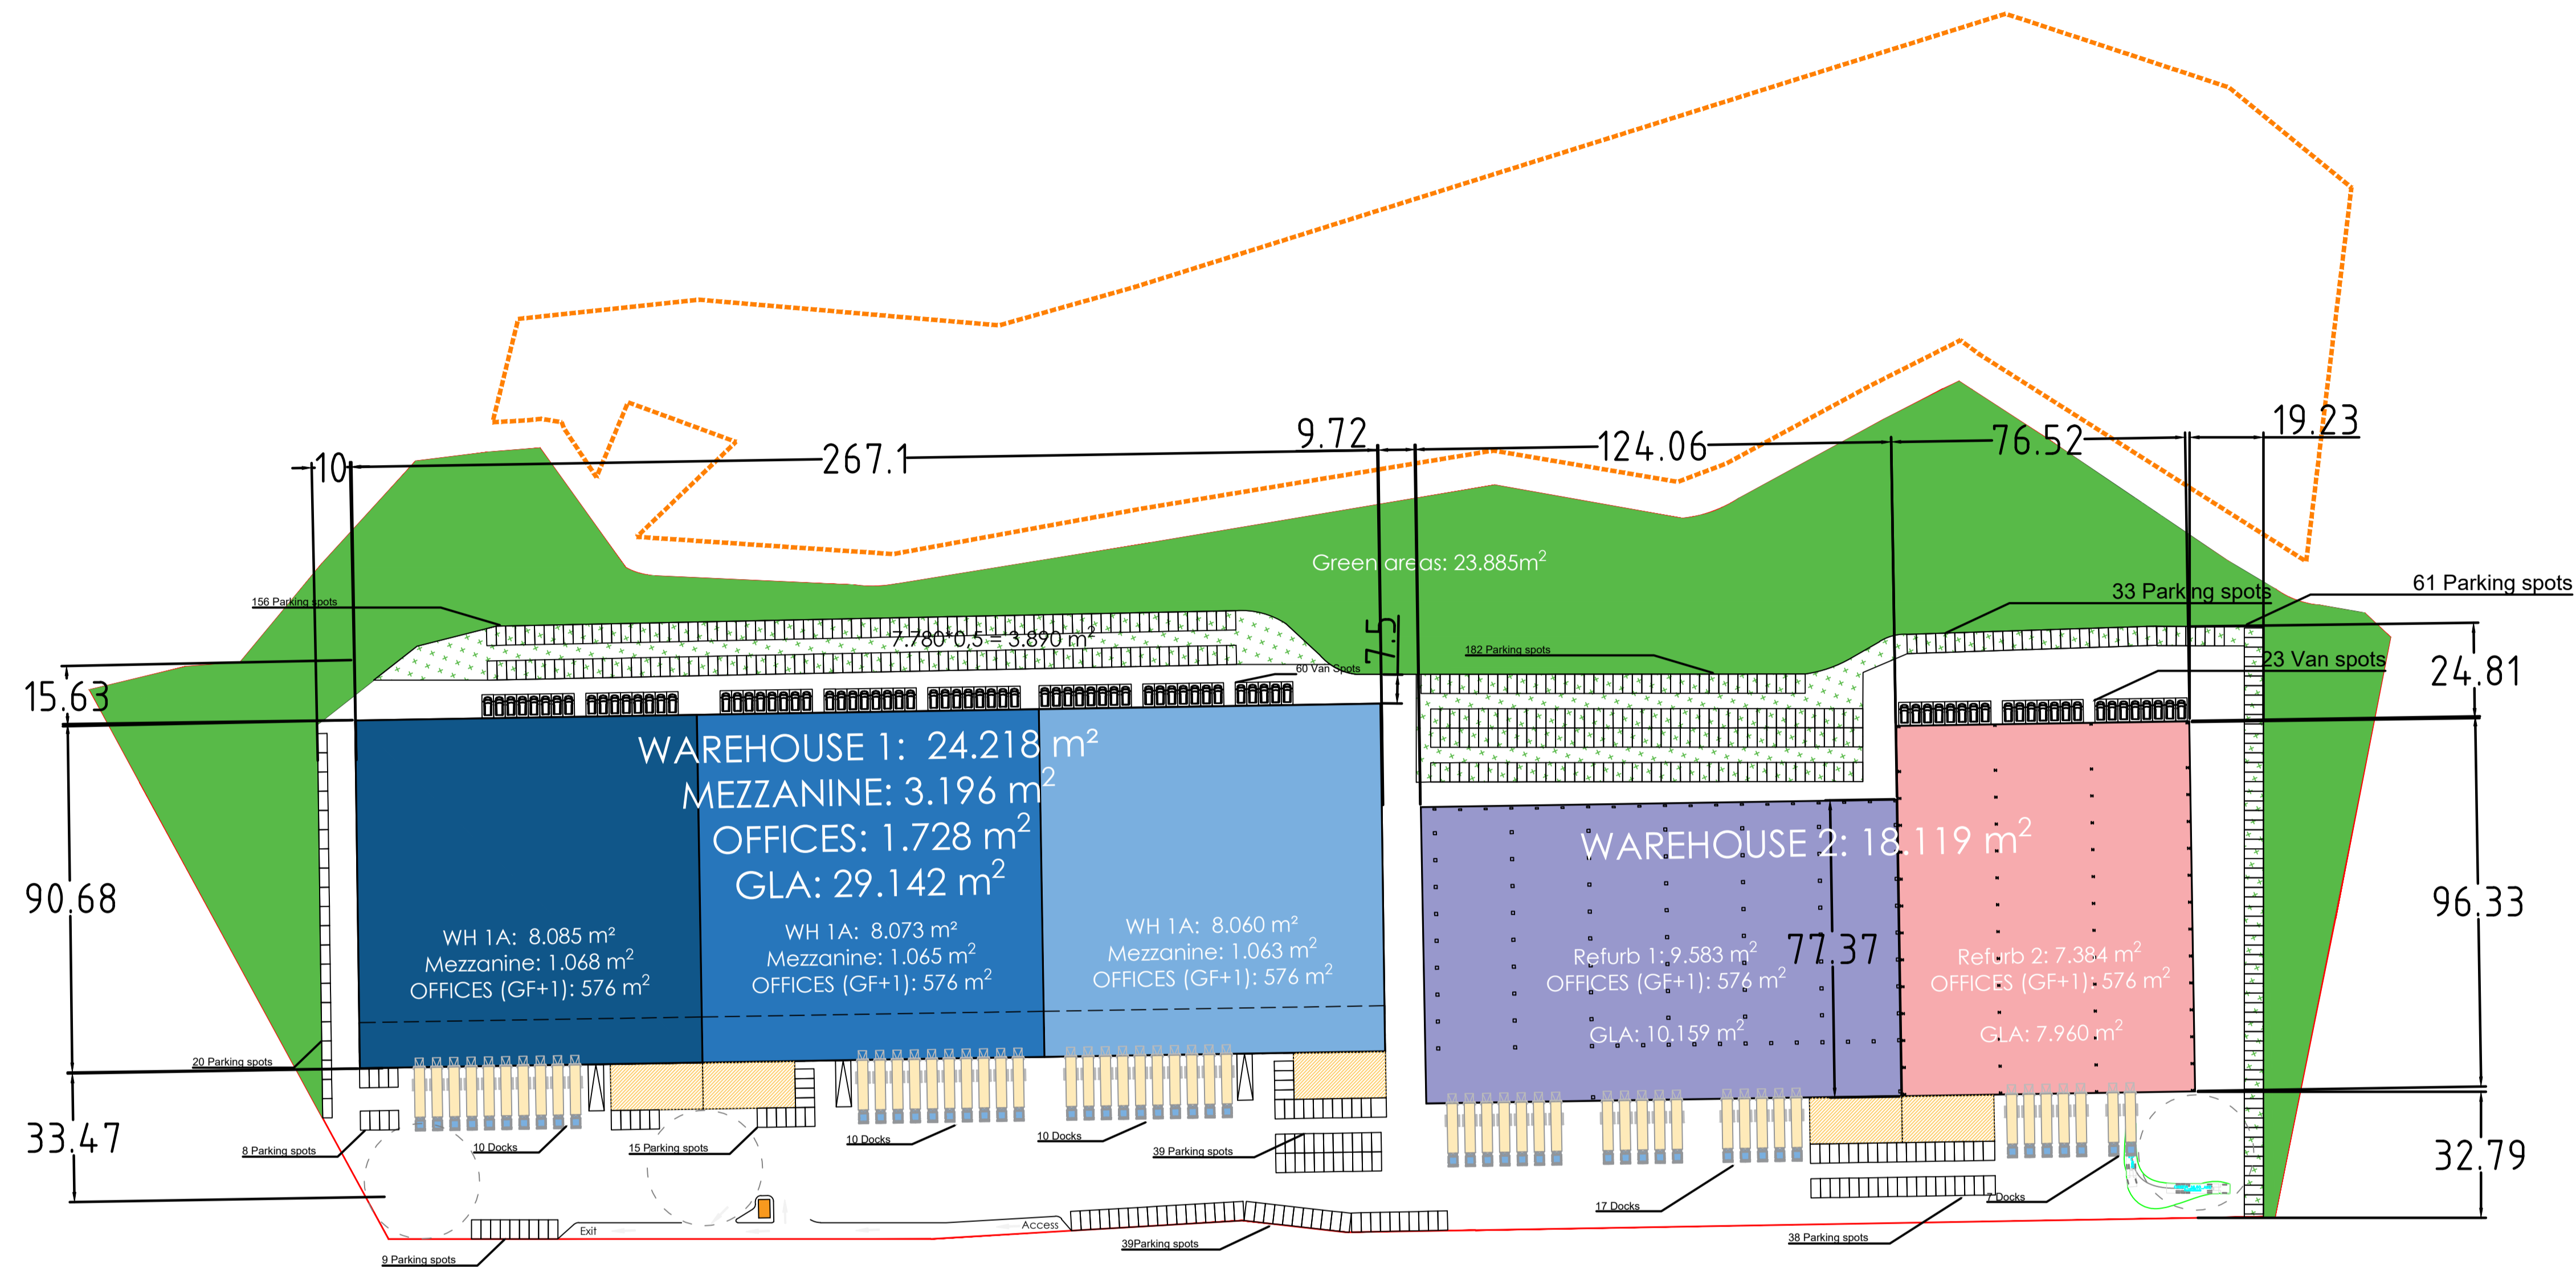 9.72
19.23
10
267.1
124.06
76.52
Green areas: 23.885m²
33 Parking spots
61 Parking spots
156 Parking spots
7.780*0,5 = 3.890 m²
7.5
182 Parking spots
60 Van Spots
23 Van spots
15.63
24.81
WAREHOUSE 1: 24.218 m²
MEZZANINE: 3.196 m²
OFFICES: 1.728 m²
GLA: 29.142 m²
WAREHOUSE 2: 18.119 m²
90.68
96.33
WH 1A: 8.085 m²
Mezzanine: 1.068 m²
OFFICES (GF+1): 576 m²
WH 1A: 8.073 m²
Mezzanine: 1.065 m²
OFFICES (GF+1): 576 m²
WH 1A: 8.060 m²
Mezzanine: 1.063 m²
OFFICES (GF+1): 576 m²
Refurb 1: 9.583 m²
OFFICES (GF+1): 576 m²
GLA: 10.159 m²
77.37
Refurb 2: 7.384 m²
OFFICES (GF+1): 576 m²
GLA: 7.960 m²
20 Parking spots
33.47
32.79
8 Parking spots
10 Docks
15 Parking spots
10 Docks
10 Docks
39 Parking spots
17 Docks
7 Docks
Exit
Access
9 Parking spots
39Parking spots
38 Parking spots